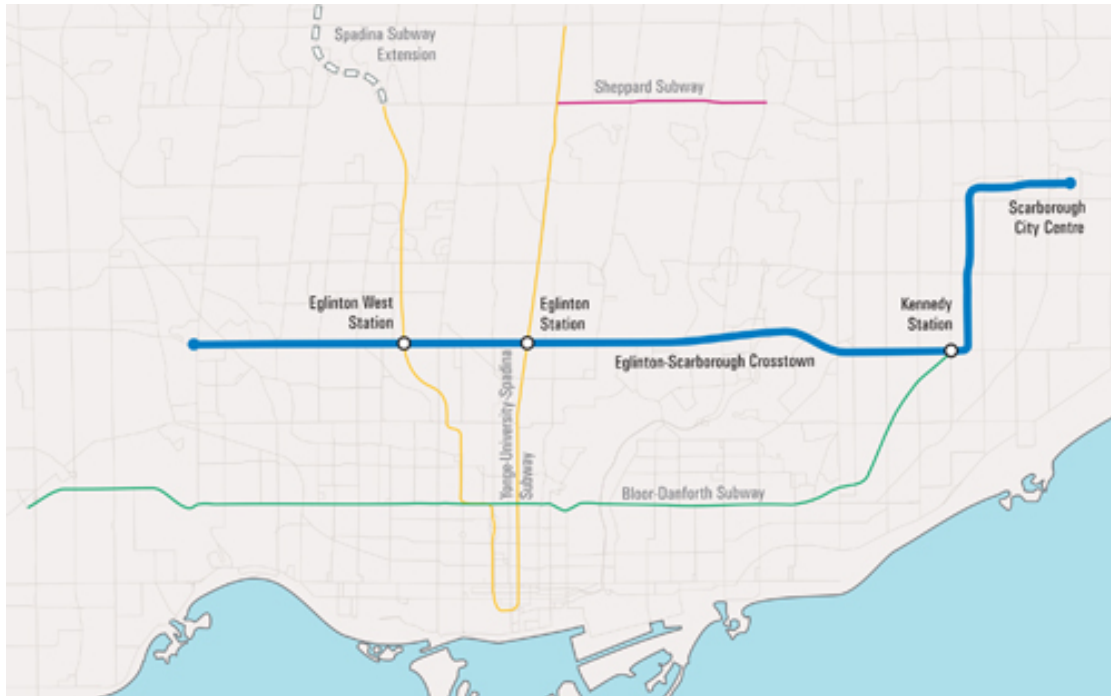 Spadina Subway
Extension
Sheppard Subway
Scarborough
City Centre
Eglinton West
Station
Eglinton
Station
Kennedy
Station
Eglinton-Scarborough Crosstown
Yonge-University-Spadina
Subway
Bloor-Danforth Subway